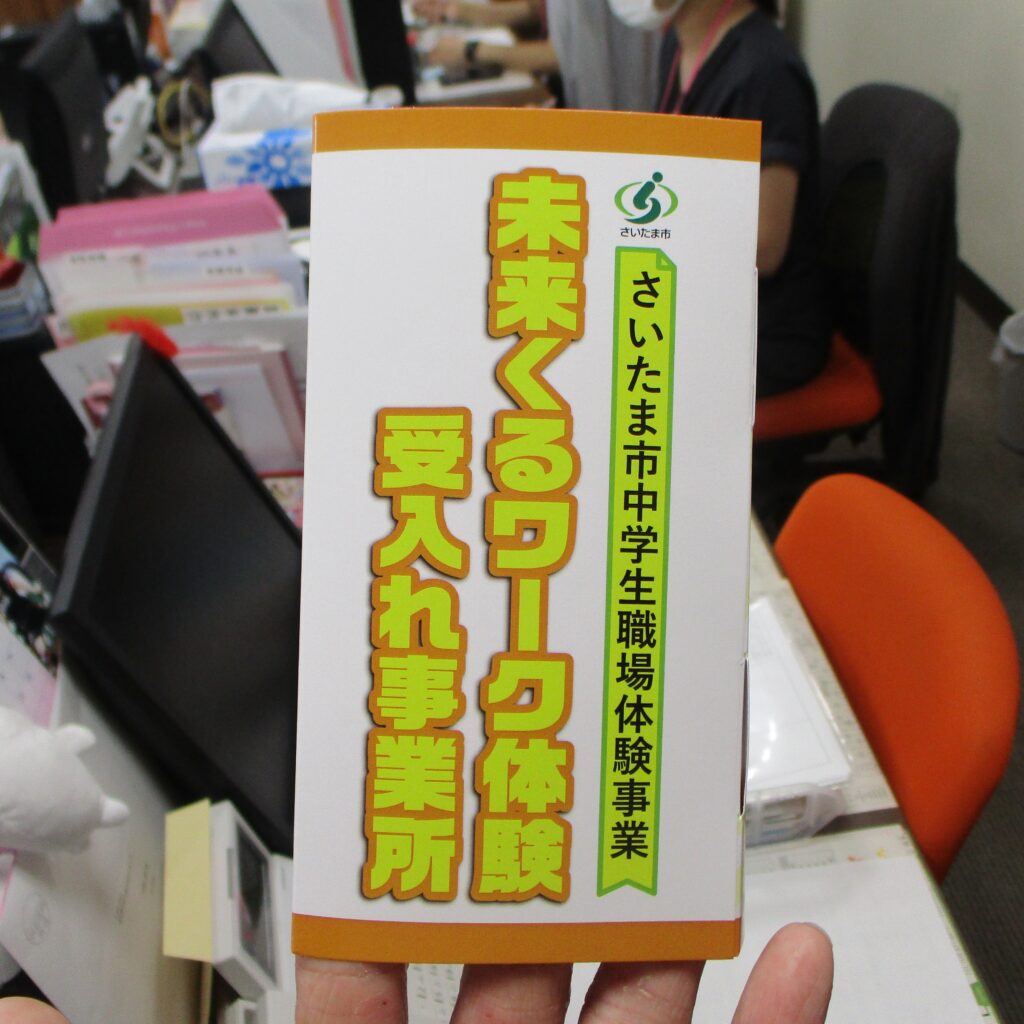 さいたま市
さいたま市中学生職場体験事業
未来くるワーク体験
受入れ事業所